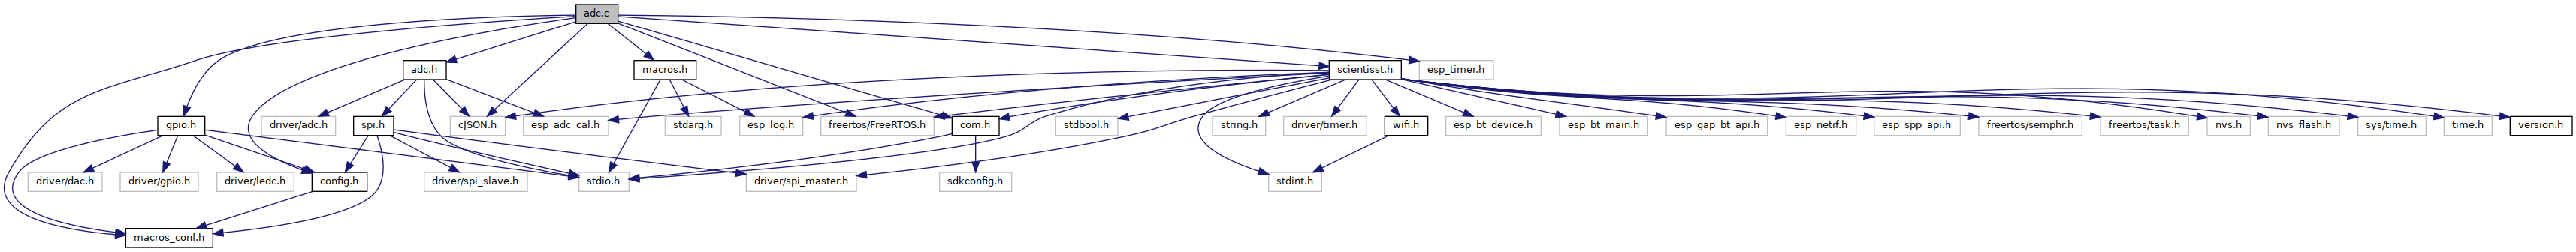 adc.c
adc.h
macros.h
scientisst.h
esp_timer.h
gpio.h
driver/adc.h
spi.h
cJSON.h
esp_adc_cal.h
stdarg.h
esp_log.h
freertos/FreeRTOS.h
com.h
stdbool.h
string.h
driver/timer.h
wifi.h
esp_bt_device.h
esp_bt_main.h
esp_gap_bt_api.h
esp_netif.h
esp_spp_api.h
freertos/semphr.h
freertos/task.h
nvs.h
nvs_flash.h
sys/time.h
time.h
version.h
driver/dac.h
driver/gpio.h
driver/ledc.h
config.h
driver/spi_slave.h
stdio.h
driver/spi_master.h
sdkconfig.h
stdint.h
macros_conf.h